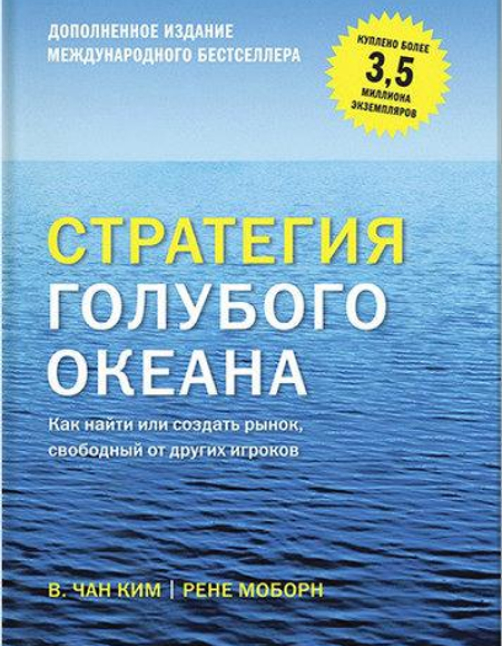 ДОПОЛНЕННОЕ ИЗДАНИЕ
МЕЖДУНАРОДНОГО БЕСТСЕЛЛЕРА
КУПЛЕНО БОЛЕЕ
3,5
МИЛЛИОНА
ЭКЗЕМПЛЯРОВ
СТРАТЕГИЯ
ГОЛУБОГО
ОКЕАНА
Как найти или создать рынок,
свободный от других игроков
В. ЧАН КИМ | РЕНЕ МОБОРН